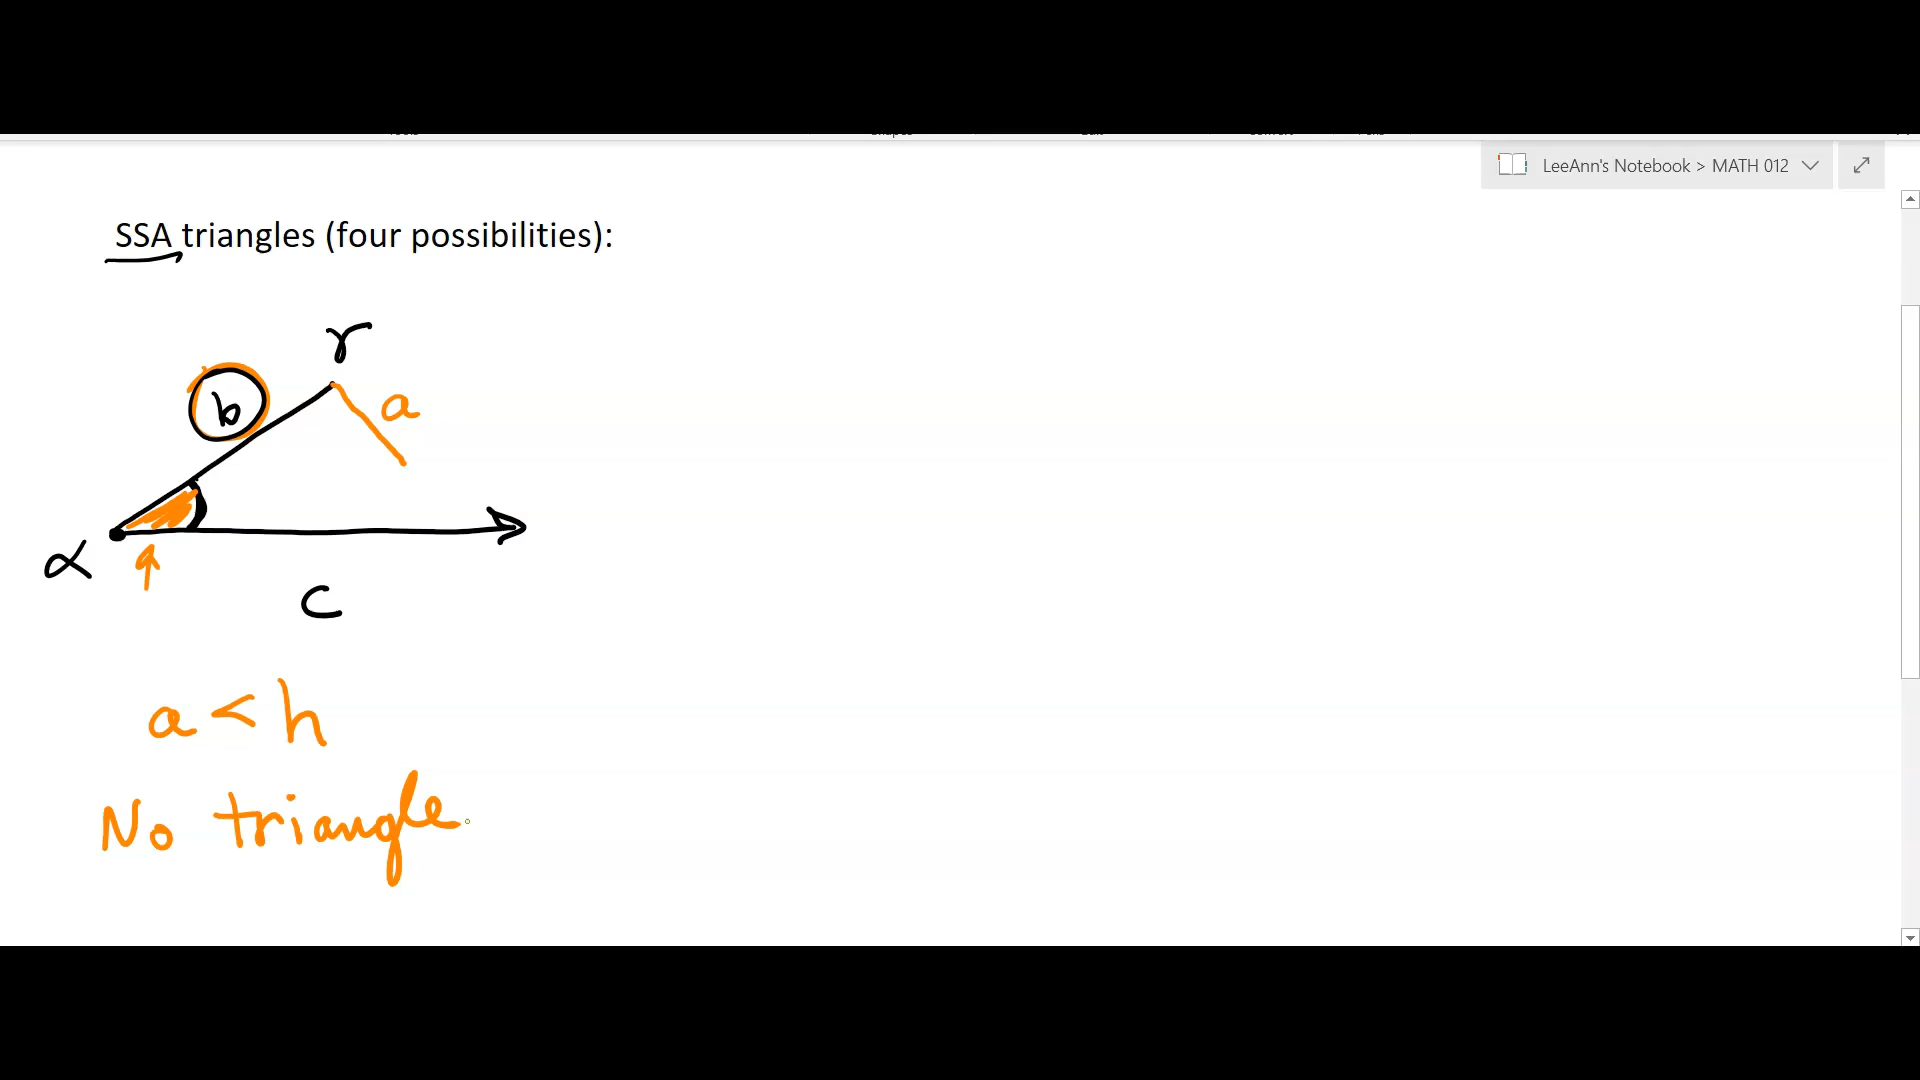 LeeAnn's Notebook > MATH 012
SSA triangles (four possibilities):
γ
b
a
α
c
a < h
No triangle